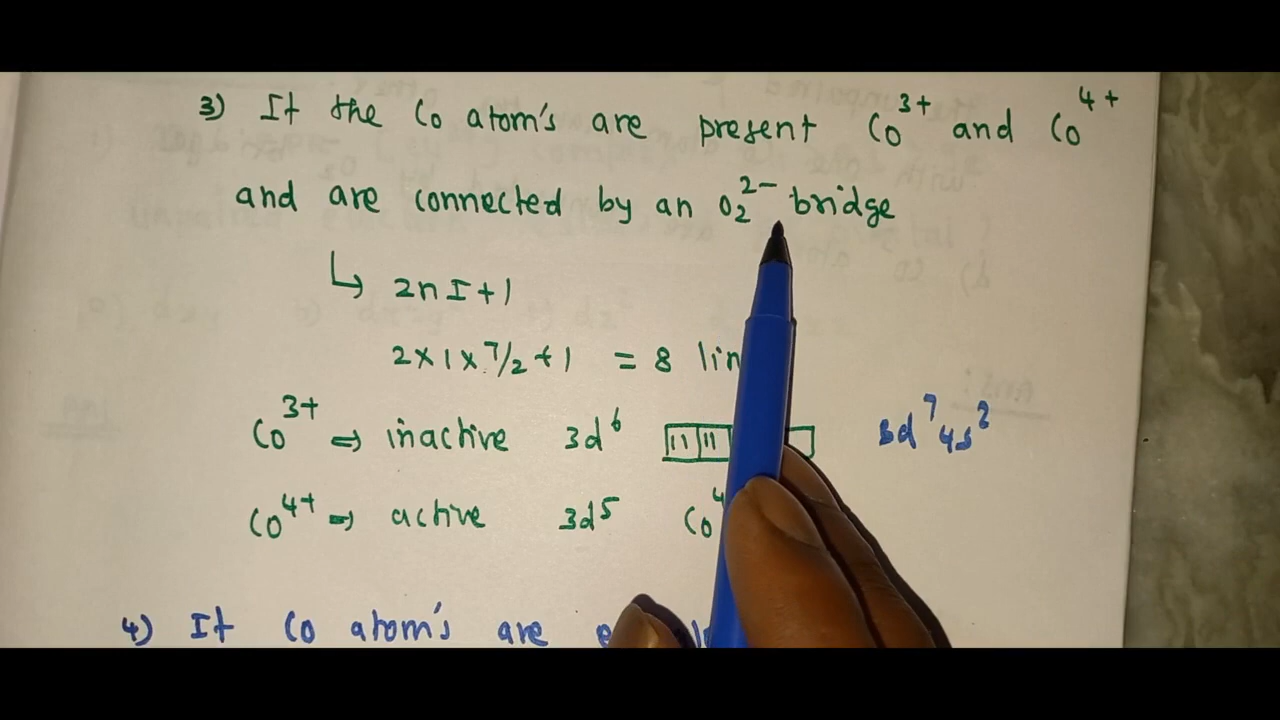 3) If the Co atom's are present Co³⁺ and Co⁴⁺
and are connected by an O₂²⁻ bridge
↳ 2nI+1
2×1×7/2+1 = 8 lin
Co³⁺ ⇒ inactive 3d⁶ 3d⁷ 4s²
Co⁴⁺ ⇒ active 3d⁵ Co⁴
4) If Co atom's are